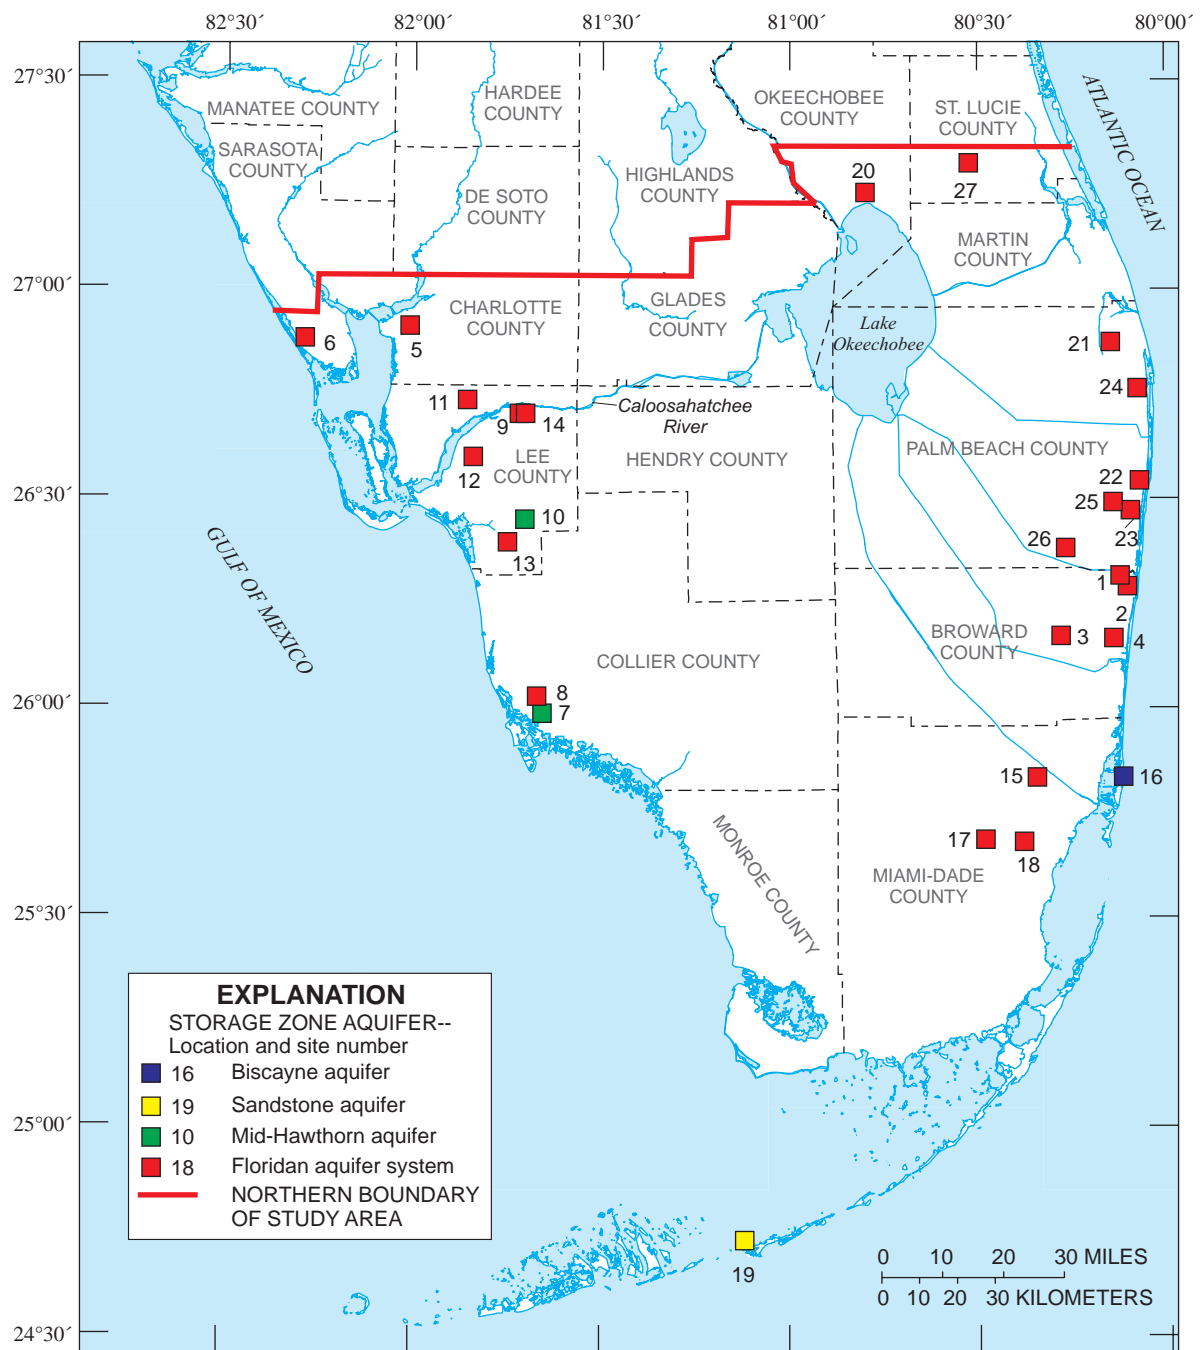 82°30´ 82°00´ 81°30´ 81°00´ 80°30´ 80°00´
27°30´
27°00´
26°30´
26°00´
25°30´
25°00´
24°30´
MANATEE COUNTY
HARDEE
COUNTY
OKEECHOBEE
COUNTY
ST. LUCIE
COUNTY
ATLANTIC OCEAN
SARASOTA
COUNTY
HIGHLANDS
COUNTY
DE SOTO
COUNTY
20
27
MARTIN
COUNTY
CHARLOTTE
COUNTY
GLADES
COUNTY
Lake
Okeechobee
6
5
21
24
11
9
14
Caloosahatchee
River
12
LEE
COUNTY
HENDRY COUNTY
PALM BEACH COUNTY
22
25
23
26
10
13
GULF OF MEXICO
1
2
3
4
BROWARD
COUNTY
COLLIER COUNTY
8
7
15
16
17
18
MONROE COUNTY
MIAMI-DADE
COUNTY
EXPLANATION
STORAGE ZONE AQUIFER--
Location and site number
16 Biscayne aquifer
19 Sandstone aquifer
10 Mid-Hawthorn aquifer
18 Floridan aquifer system
NORTHERN BOUNDARY
OF STUDY AREA
19
0 10 20 30 MILES
0 10 20 30 KILOMETERS